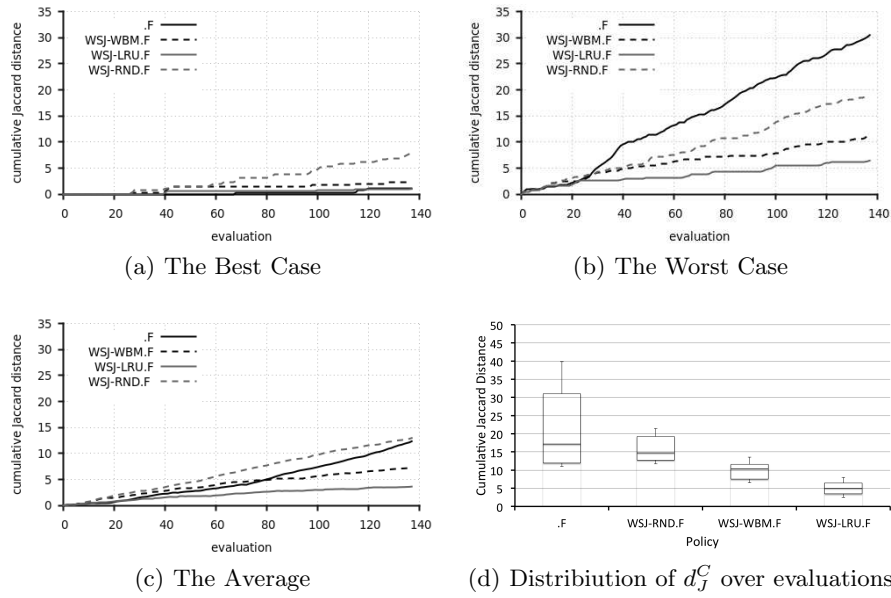 35
30
25
20
15
10
5
0
cumulative Jaccard distance
.F
WSJ-WBM.F
WSJ-LRU.F
WSJ-RND.F
0 20 40 60 80 100 120 140
evaluation
(a) The Best Case
35
30
25
20
15
10
5
0
cumulative Jaccard distance
.F
WSJ-WBM.F
WSJ-LRU.F
WSJ-RND.F
0 20 40 60 80 100 120 140
evaluation
(b) The Worst Case
35
30
25
20
15
10
5
0
cumulative Jaccard distance
.F
WSJ-WBM.F
WSJ-LRU.F
WSJ-RND.F
0 20 40 60 80 100 120 140
evaluation
(c) The Average
50
45
40
35
30
25
20
15
10
5
0
Cumulative Jaccard Distance
.F WSJ-RND.F WSJ-WBM.F WSJ-LRU.F
Policy
(d) Distribiution of $d_J^C$ over evaluations